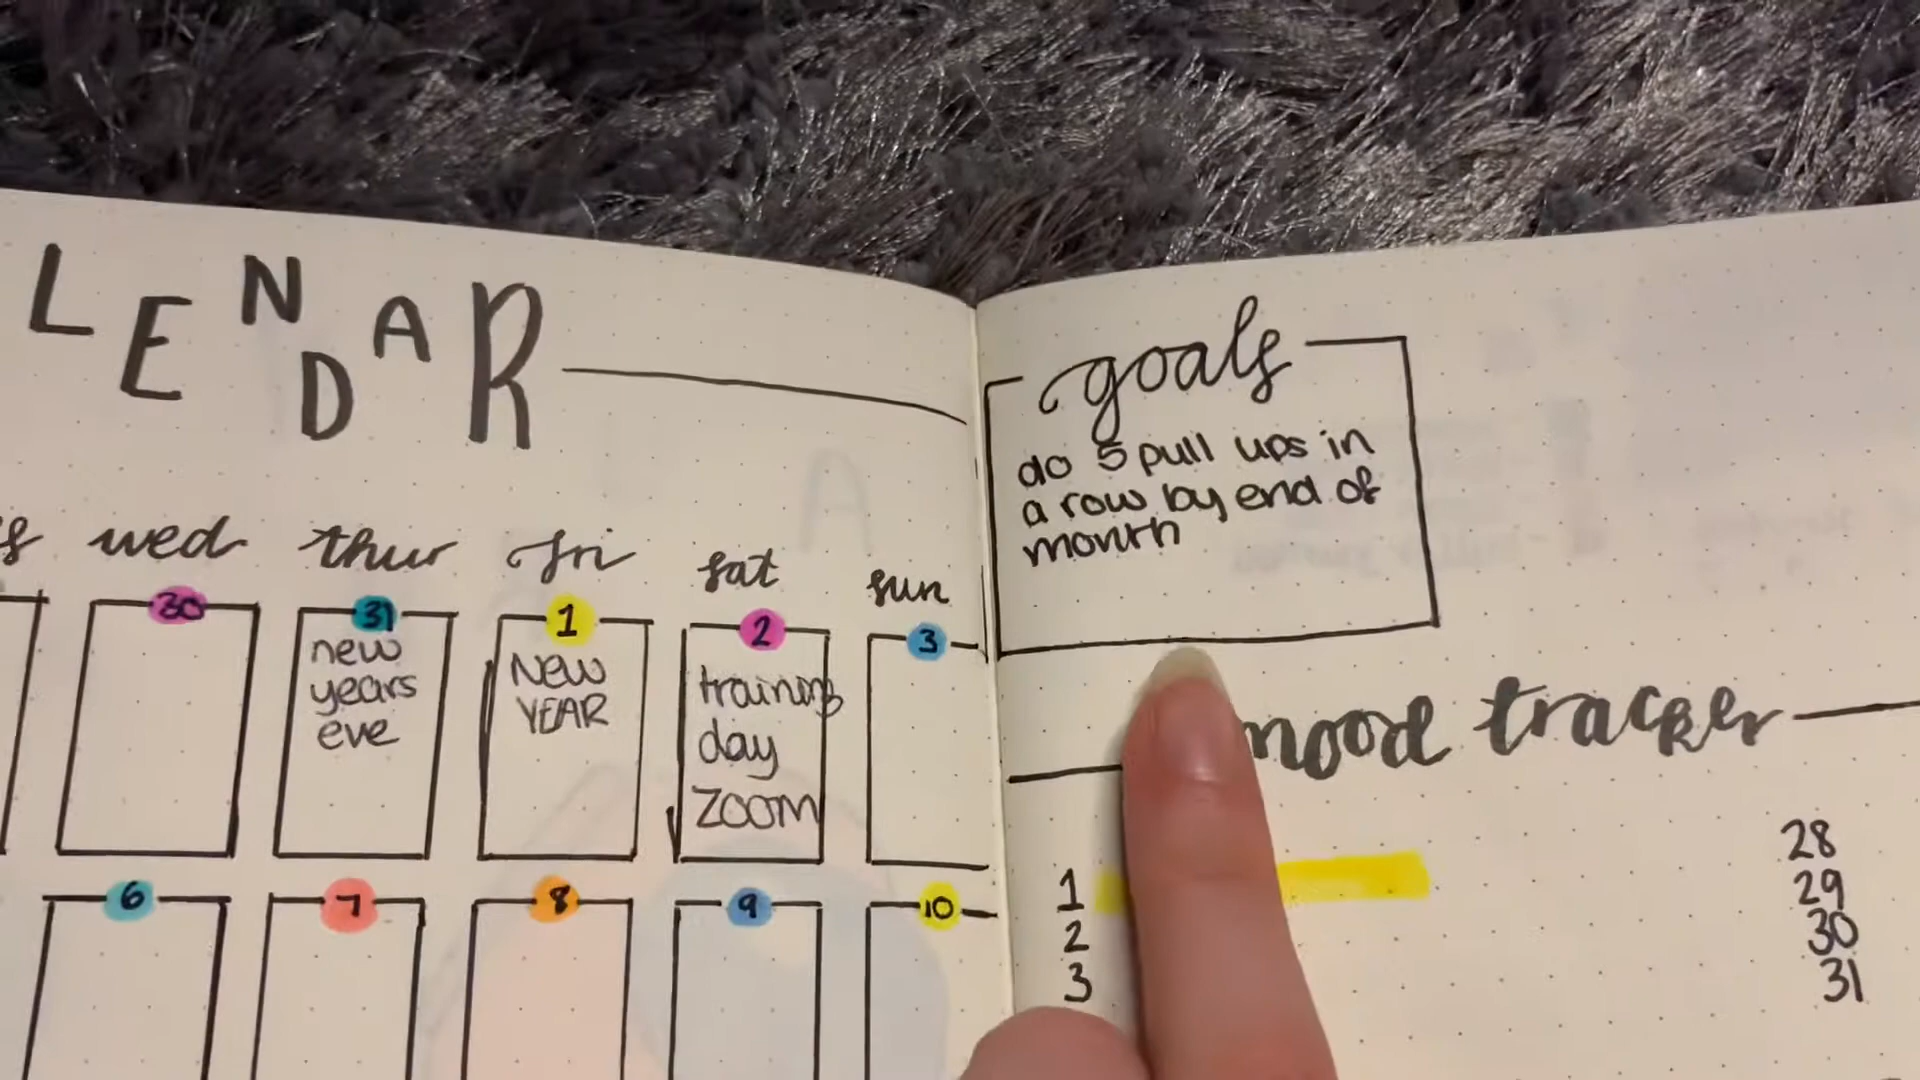 LENDAR
wed thur fri sat sun
30 31 1 2 3
new
years
eve
NEW
YEAR
training
day
ZOOM
6 7 8 9 10
goals
do 5 pull ups in
a row by end of
month
mood tracker
1
2
3
28
29
30
31